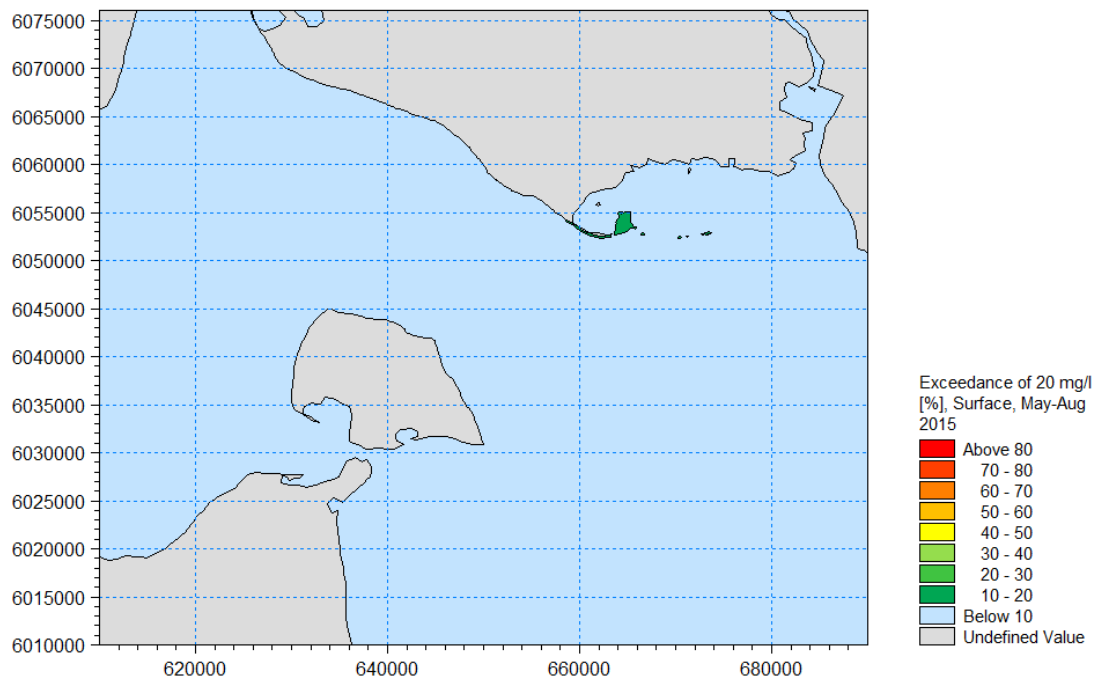 6075000
6070000
6065000
6060000
6055000
6050000
6045000
6040000
6035000
6030000
6025000
6020000
6015000
6010000
620000 640000 660000 680000
Exceedance of 20 mg/l
[%], Surface, May-Aug
2015
Above 80
70 - 80
60 - 70
50 - 60
40 - 50
30 - 40
20 - 30
10 - 20
Below 10
Undefined Value